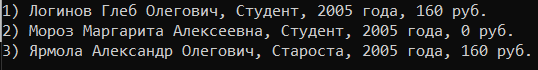 1) Логинов Глеб Олегович, Студент, 2005 года, 160 руб.
2) Мороз Маргарита Алексеевна, Студент, 2005 года, 0 руб.
3) Ярмола Александр Олегович, Староста, 2005 года, 160 руб.